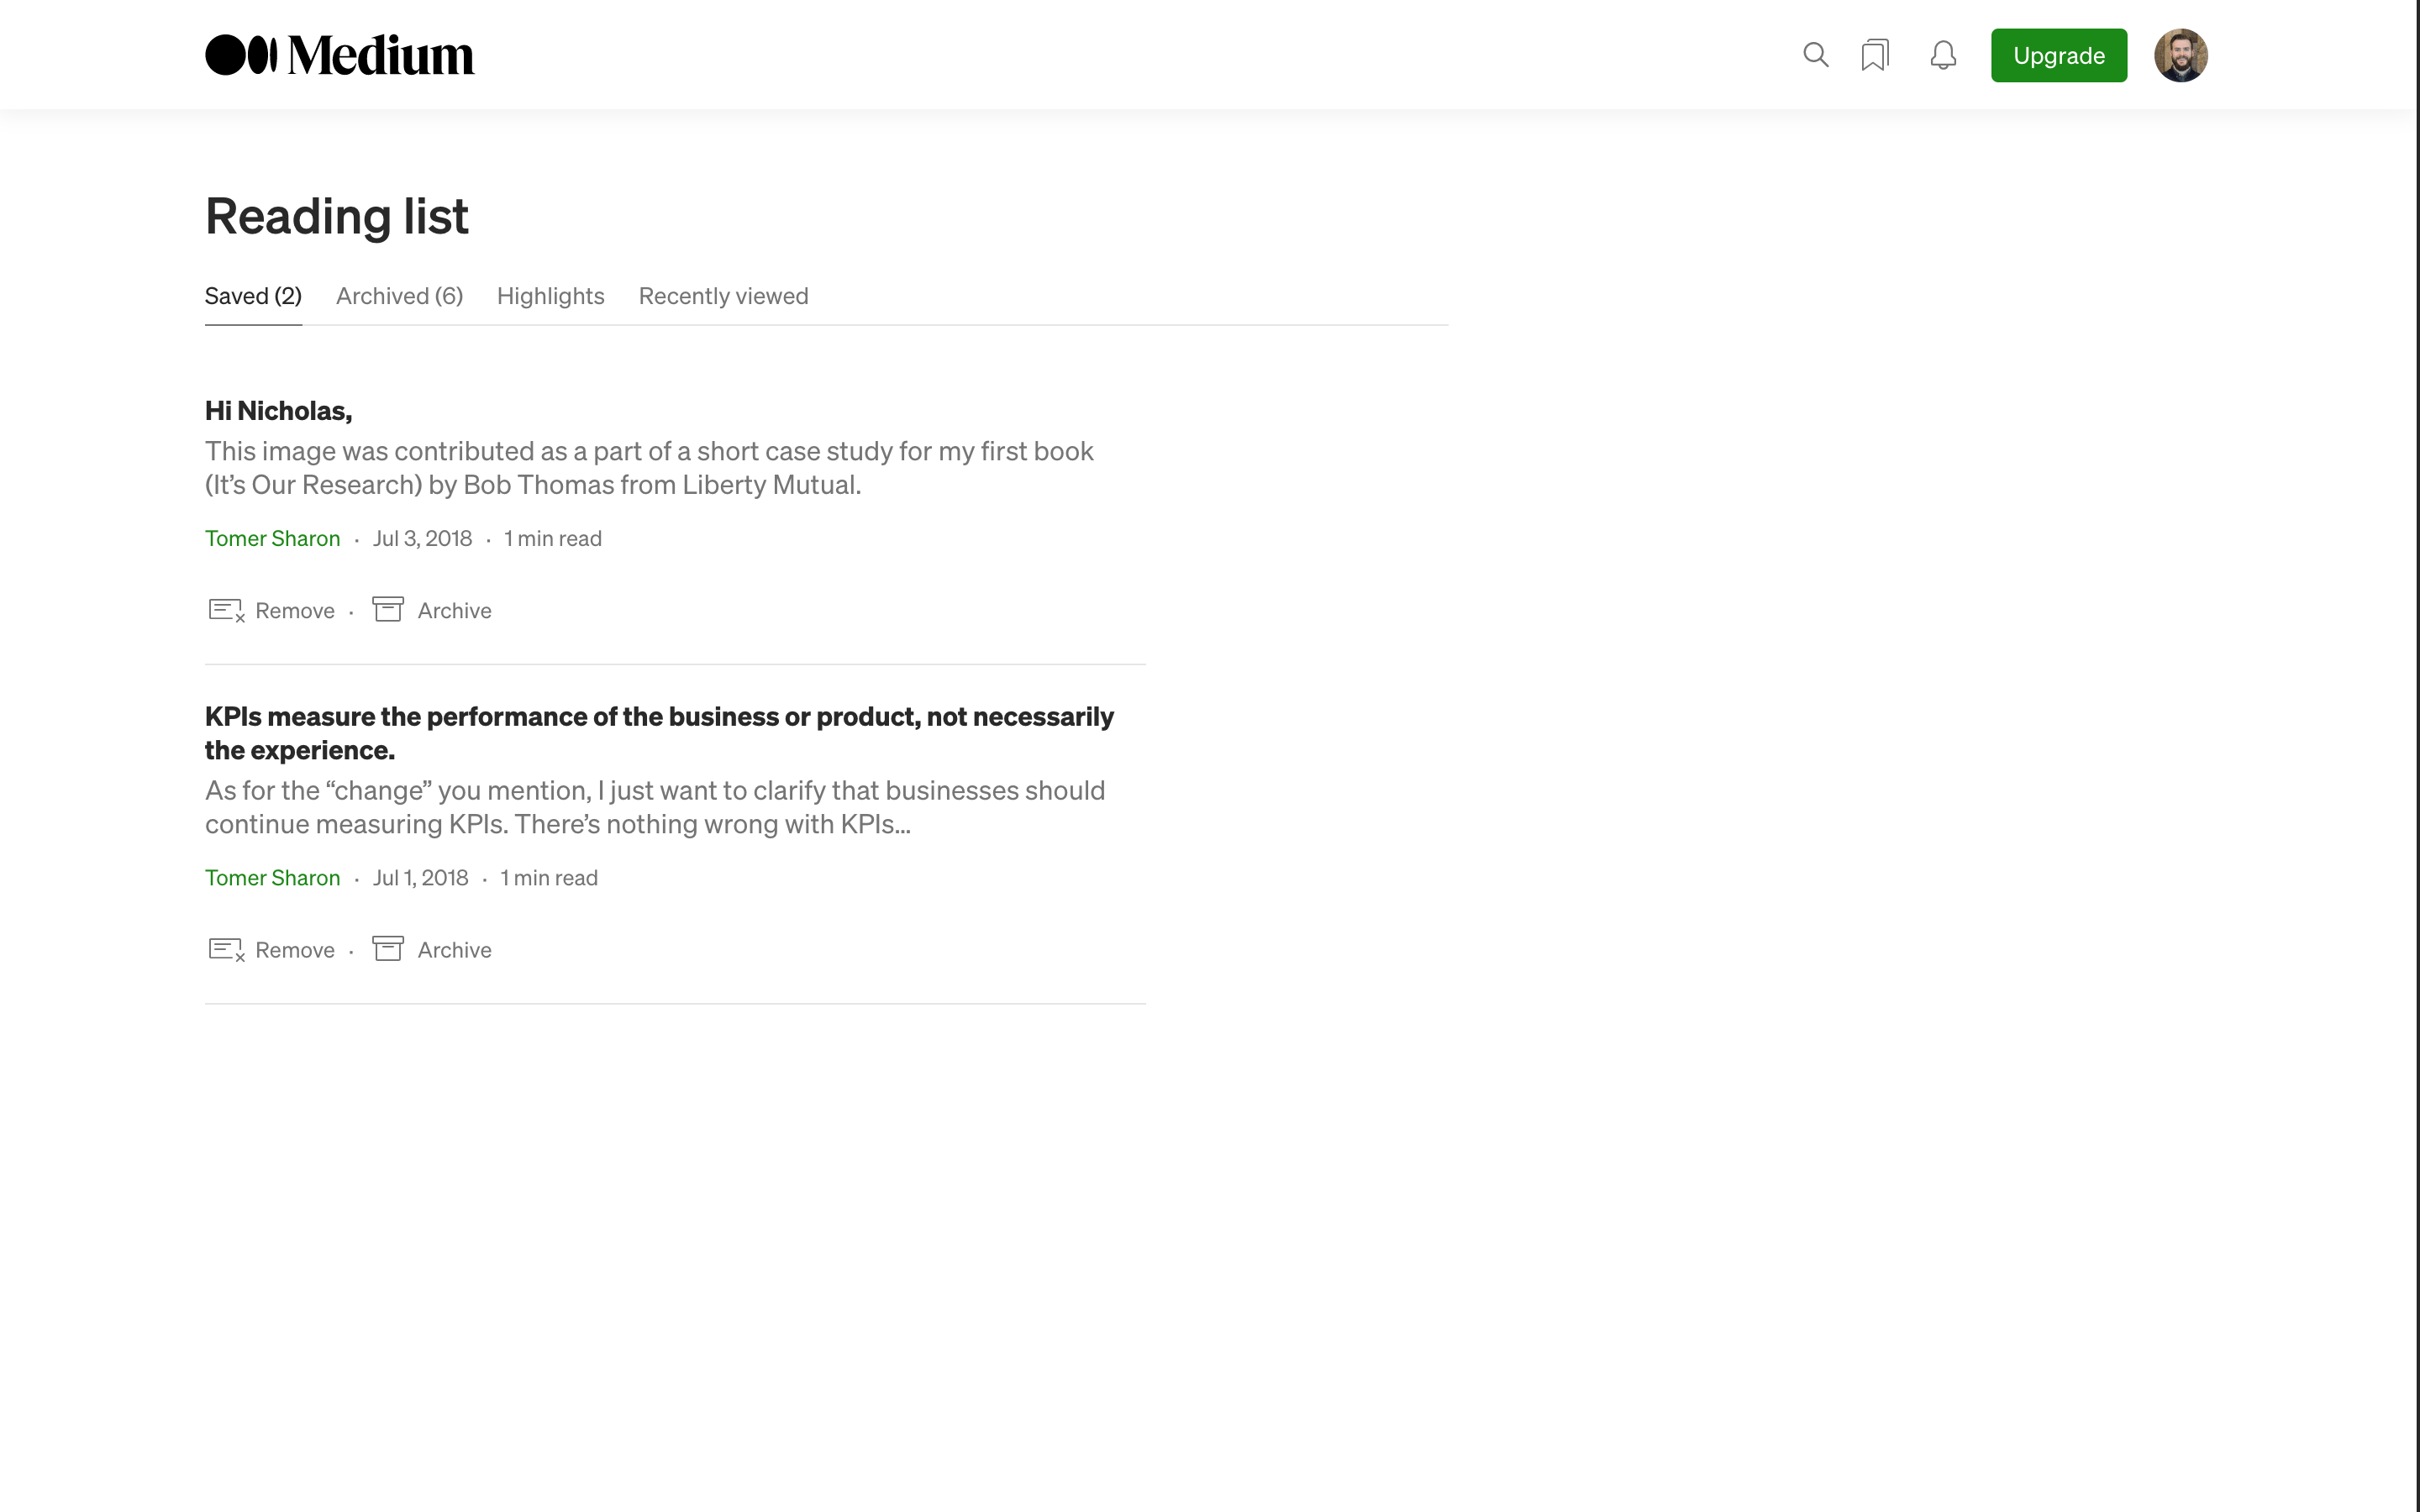 Medium
Upgrade
Reading list
Saved (2) Archived (6) Highlights Recently viewed
Hi Nicholas,
This image was contributed as a part of a short case study for my first book
(It’s Our Research) by Bob Thomas from Liberty Mutual.
Tomer Sharon · Jul 3, 2018 · 1 min read
Remove · Archive
KPIs measure the performance of the business or product, not necessarily
the experience.
As for the “change” you mention, I just want to clarify that businesses should
continue measuring KPIs. There’s nothing wrong with KPIs...
Tomer Sharon · Jul 1, 2018 · 1 min read
Remove · Archive